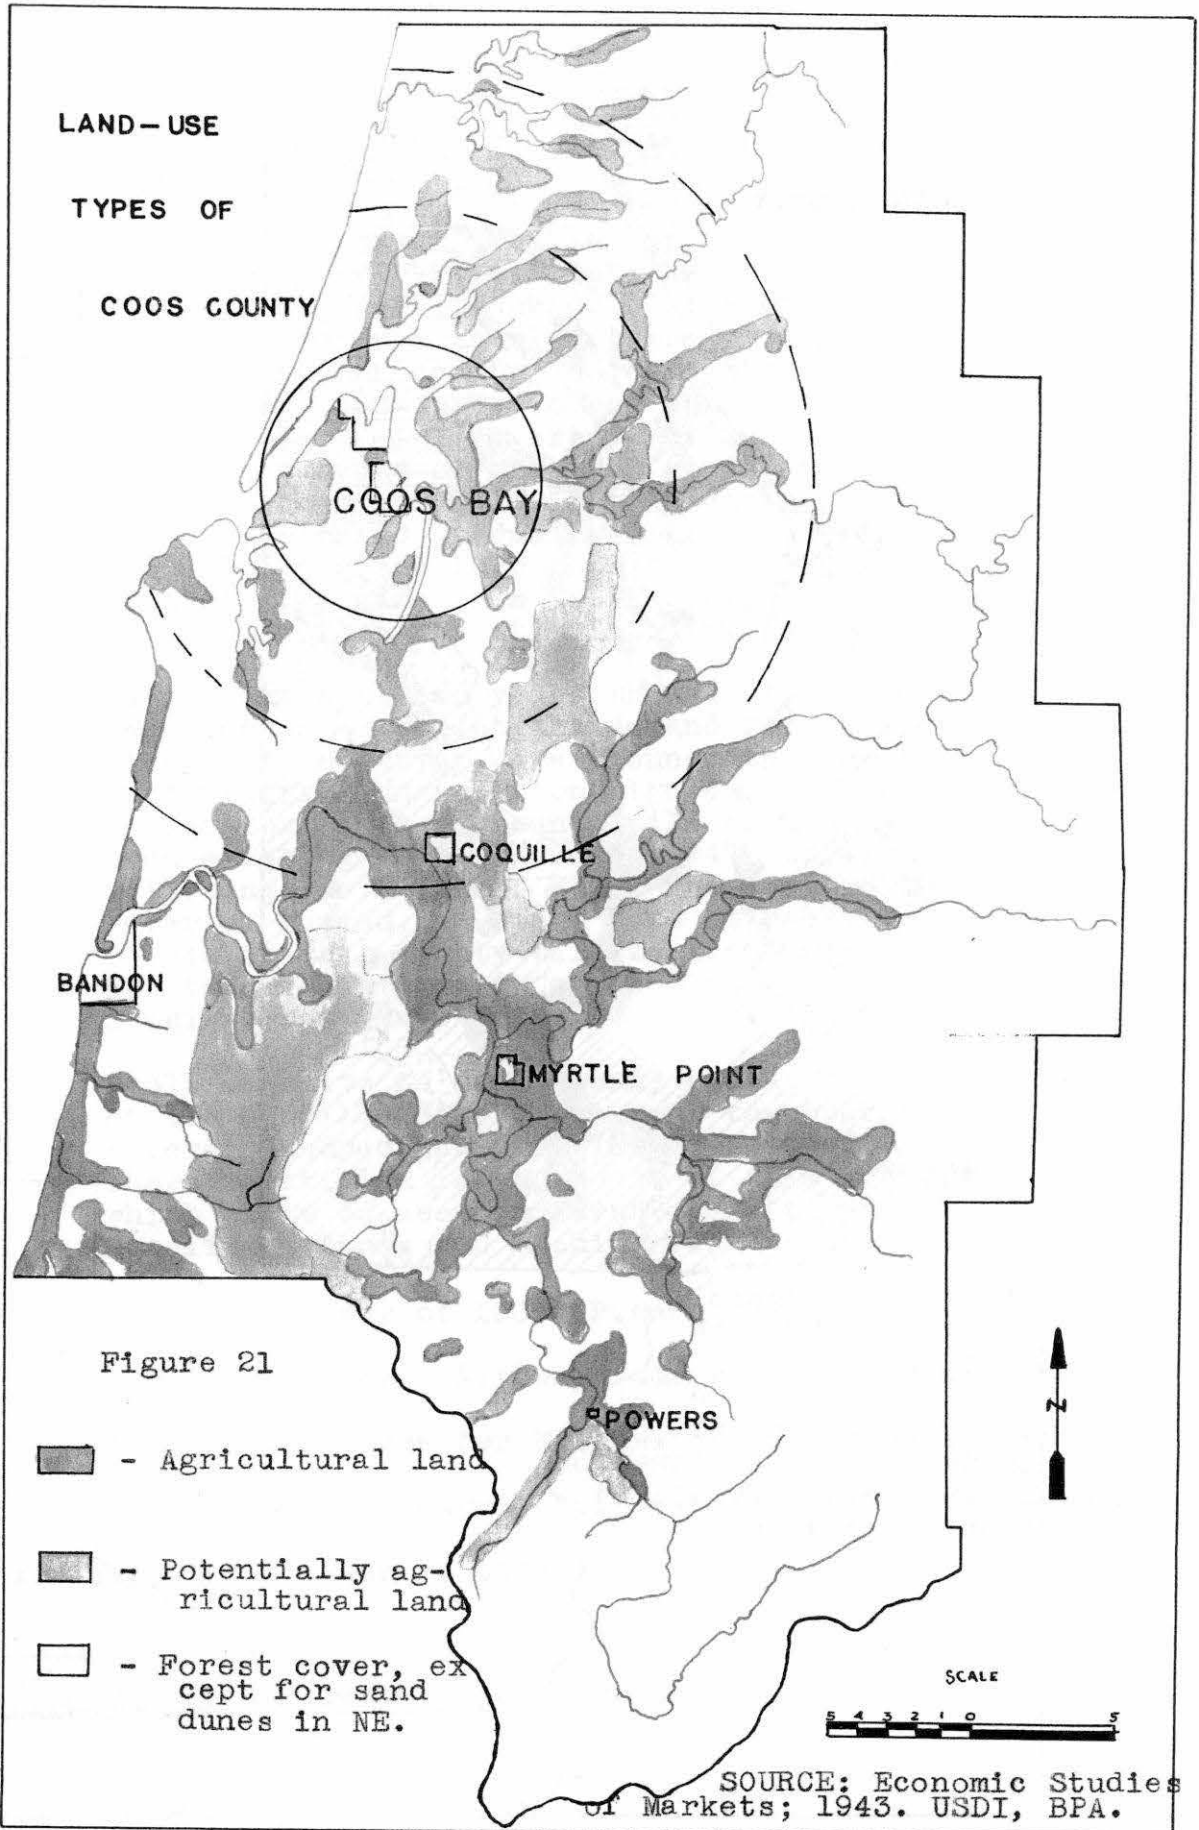 LAND-USE
TYPES OF
COOS COUNTY
COOS BAY
COQUILLE
BANDON
MYRTLE POINT
POWERS
Figure 21
- Agricultural land
- Potentially ag-
ricultural land
- Forest cover, ex
cept for sand
dunes in NE.
N
SCALE
5 4 3 2 1 0 5
SOURCE: Economic Studies
of Markets; 1943. USDI, BPA.